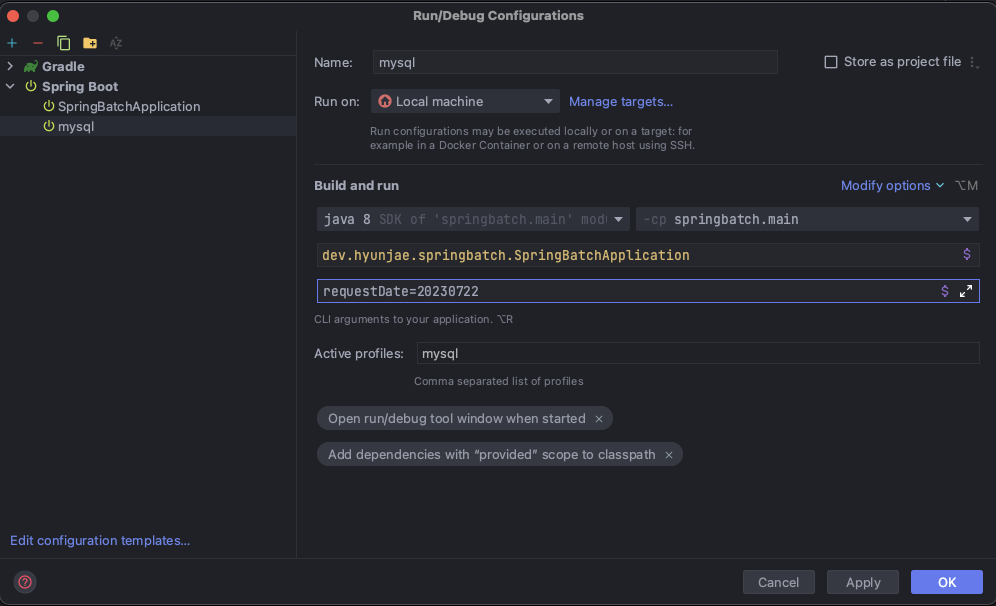 Run/Debug Configurations
Gradle
Spring Boot
SpringBatchApplication
mysql
Edit configuration templates...
Name: mysql
Store as project file
Run on: Local machine
Manage targets...
Run configurations may be executed locally or on a target: for
example in a Docker Container or on a remote host using SSH.
Build and run
Modify options ⌥M
java 8 SDK of 'springbatch.main' modu
-cp springbatch.main
dev.hyunjae.springbatch.SpringBatchApplication
requestDate=20230722
CLI arguments to your application. ⌥R
Active profiles: mysql
Comma separated list of profiles
Open run/debug tool window when started ×
Add dependencies with “provided” scope to classpath ×
Cancel
Apply
OK